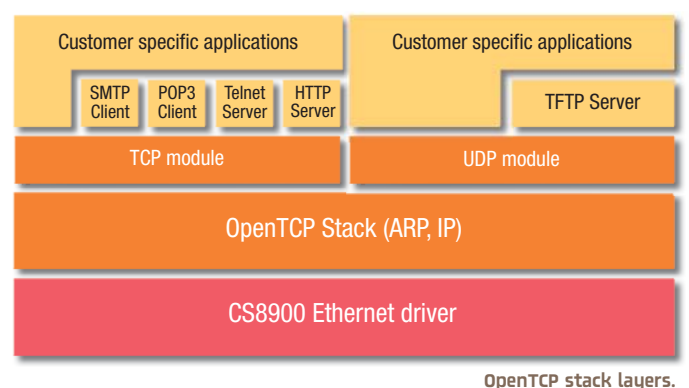 Customer specific applications
Customer specific applications
SMTP
Client
POP3
Client
Telnet
Server
HTTP
Server
TFTP Server
TCP module
UDP module
OpenTCP Stack (ARP, IP)
CS8900 Ethernet driver
OpenTCP stack layers.